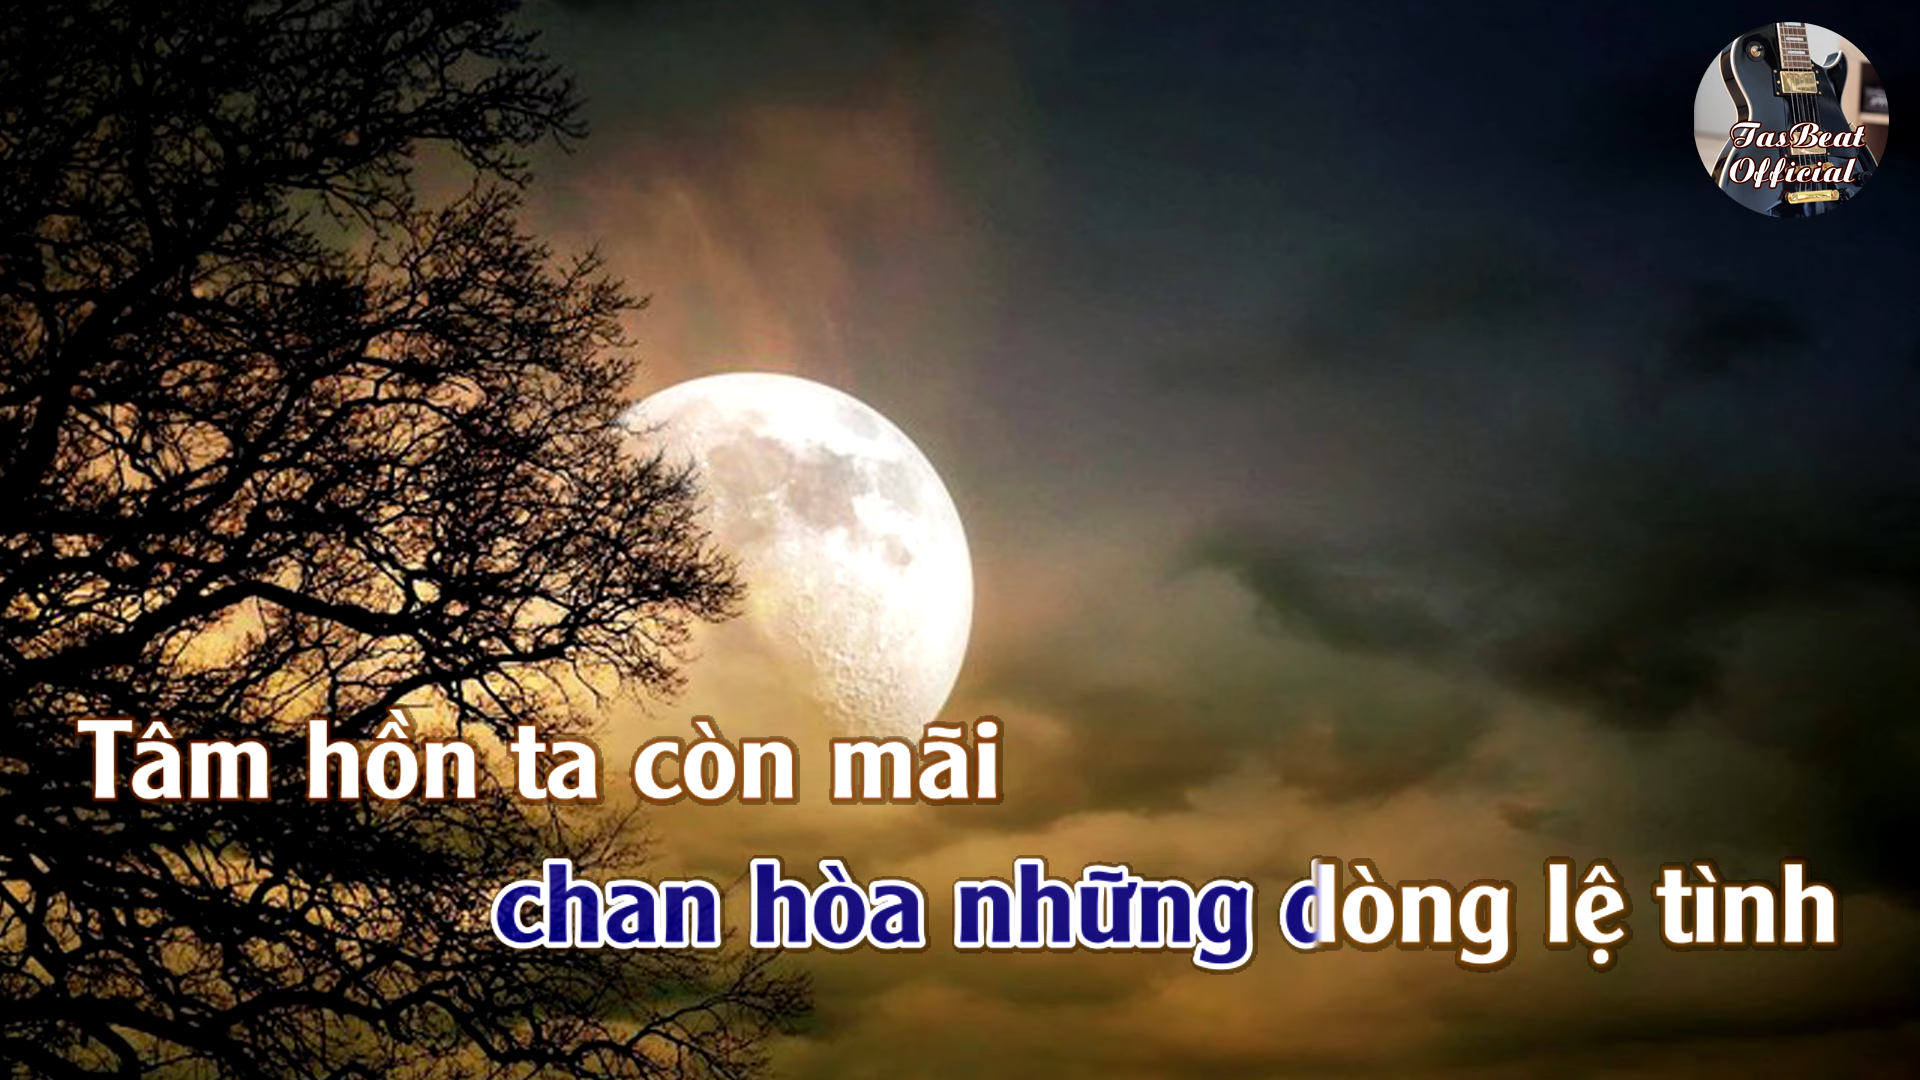 TasBeat
Official
Tâm hồn ta còn mãi
chan hòa những dòng lệ tình